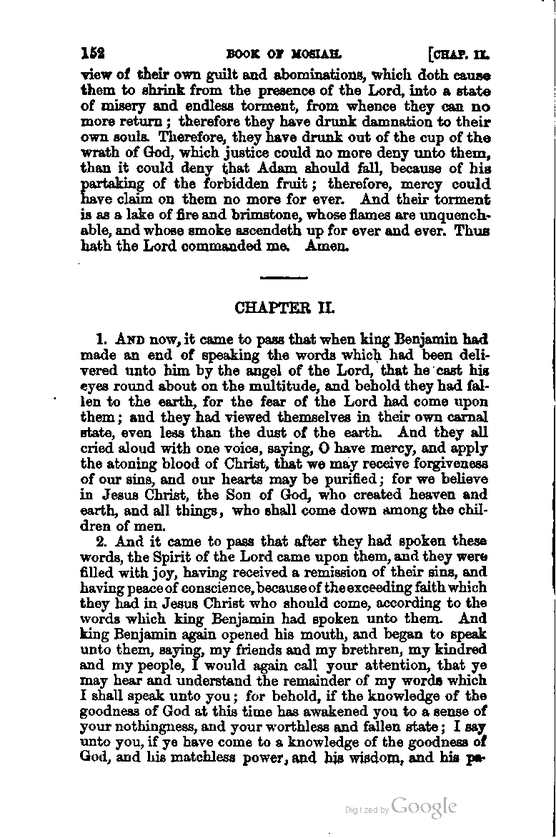 152 BOOK OF MOSIAH. [CHAP. II.
view of their own guilt and abominations, which doth cause
them to shrink from the presence of the Lord, into a state
of misery and endless torment, from whence they can no
more return; therefore they have drunk damnation to their
own souls. Therefore, they have drunk out of the cup of the
wrath of God, which justice could no more deny unto them,
than it could deny that Adam should fall, because of his
partaking of the forbidden fruit; therefore, mercy could
have claim on them no more for ever. And their torment
is as a lake of fire and brimstone, whose flames are unquench-
able, and whose smoke ascendeth up for ever and ever. Thus
hath the Lord commanded me. Amen.
CHAPTER II.
1. AND now, it came to pass that when king Benjamin had
made an end of speaking the words which had been deli-
vered unto him by the angel of the Lord, that he cast his
eyes round about on the multitude, and behold they had fal-
len to the earth, for the fear of the Lord had come upon
them; and they had viewed themselves in their own carnal
state, even less than the dust of the earth. And they all
cried aloud with one voice, saying, O have mercy, and apply
the atoning blood of Christ, that we may receive forgiveness
of our sins, and our hearts may be purified; for we believe
in Jesus Christ, the Son of God, who created heaven and
earth, and all things, who shall come down among the chil-
dren of men.
2. And it came to pass that after they had spoken these
words, the Spirit of the Lord came upon them, and they were
filled with joy, having received a remission of their sins, and
having peace of conscience, because of the exceeding faith which
they had in Jesus Christ who should come, according to the
words which king Benjamin had spoken unto them. And
king Benjamin again opened his mouth, and began to speak
unto them, saying, my friends and my brethren, my kindred
and my people, I would again call your attention, that ye
may hear and understand the remainder of my words which
I shall speak unto you; for behold, if the knowledge of the
goodness of God at this time has awakened you to a sense of
your nothingness, and your worthless and fallen state; I say
unto you, if ye have come to a knowledge of the goodness of
God, and his matchless power, and his wisdom, and his pa-
Digitized by Google